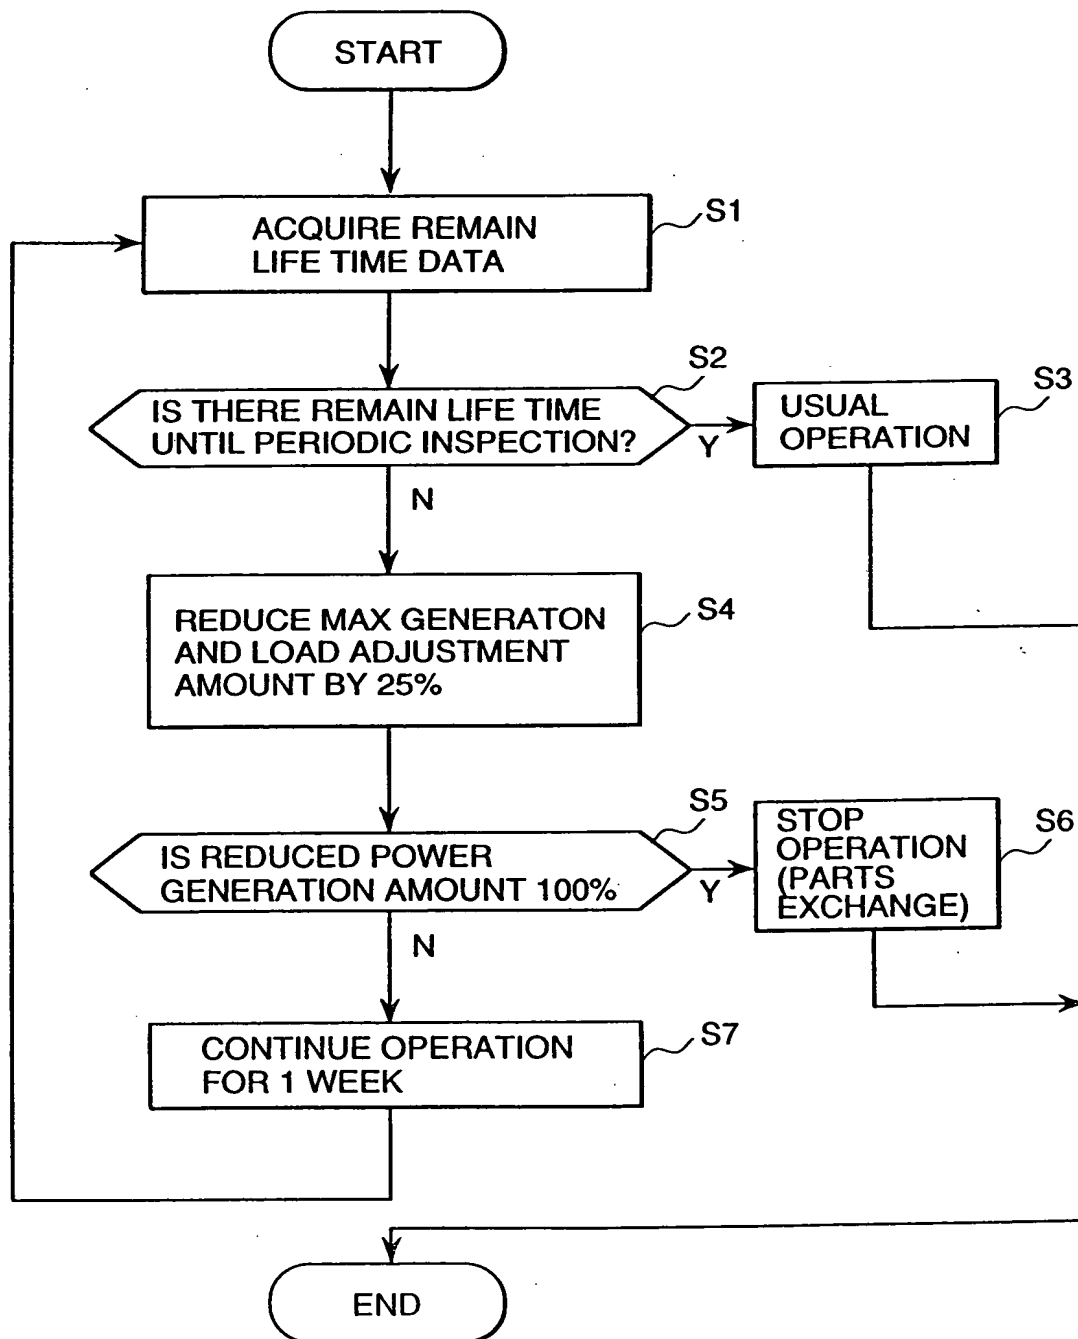 START
ACQUIRE REMAIN
LIFE TIME DATA
S1
IS THERE REMAIN LIFE TIME
UNTIL PERIODIC INSPECTION?
S2
Y
USUAL
OPERATION
S3
N
REDUCE MAX GENERATON
AND LOAD ADJUSTMENT
AMOUNT BY 25%
S4
IS REDUCED POWER
GENERATION AMOUNT 100%
S5
Y
STOP
OPERATION
(PARTS
EXCHANGE)
S6
N
CONTINUE OPERATION
FOR 1 WEEK
S7
END